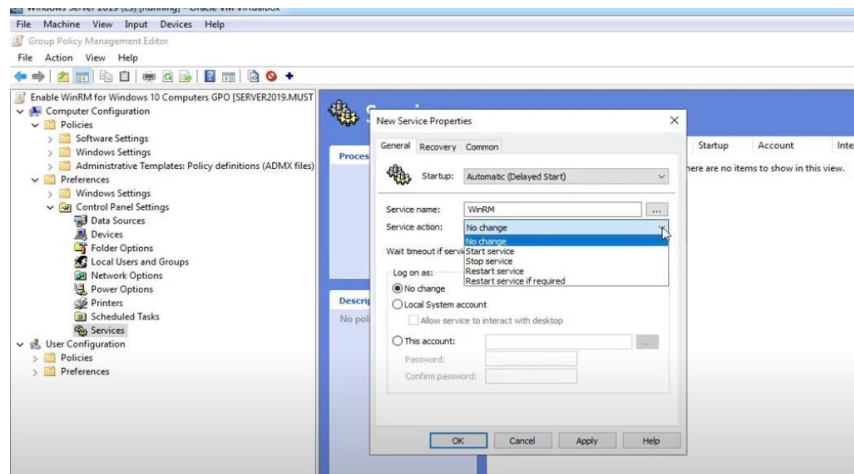 Windows Server 2019 (ES) [Running] - Oracle VM VirtualBox
File Machine View Input Devices Help
Group Policy Management Editor
File Action View Help
Enable WinRM for Windows 10 Computers GPO [SERVER2019.MUST
Computer Configuration
Policies
Software Settings
Windows Settings
Administrative Templates: Policy definitions (ADMX files)
Preferences
Windows Settings
Control Panel Settings
Data Sources
Devices
Folder Options
Local Users and Groups
Network Options
Power Options
Printers
Scheduled Tasks
Services
User Configuration
Policies
Preferences
Proces
Descrip
No poli
Startup Account Inte
here are no items to show in this view.
New Service Properties
General Recovery Common
Startup: Automatic (Delayed Start)
Service name: WinRM ...
Service action: No change
No change
Wait timeout if servi Start service
Stop service
Restart service
Restart service if required
Log on as:
No change
Local System account
Allow service to interact with desktop
This account: ...
Password:
Confirm password:
OK Cancel Apply Help